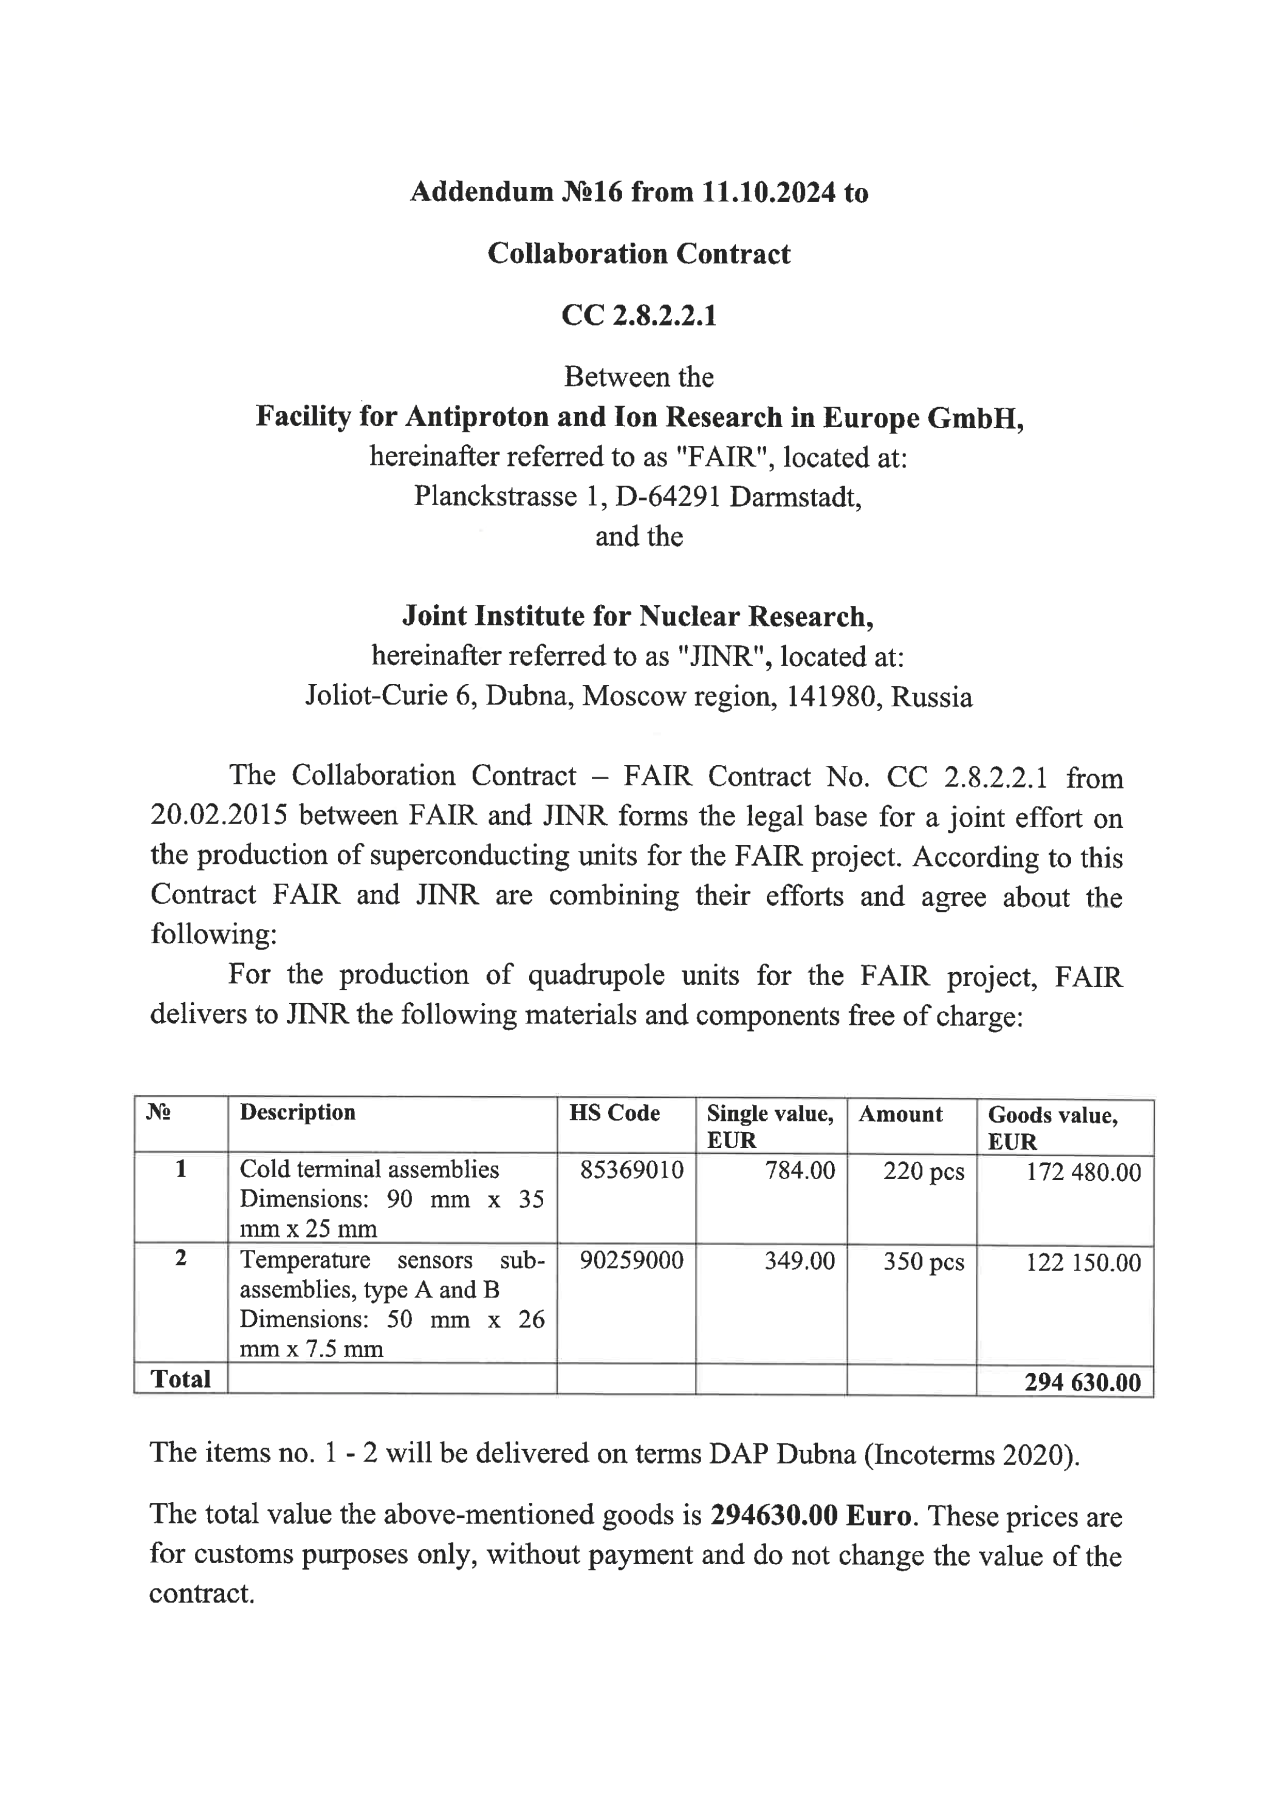 Addendum №16 from 11.10.2024 to
Collaboration Contract
CC 2.8.2.2.1
Between the
Facility for Antiproton and Ion Research in Europe GmbH,
hereinafter referred to as "FAIR", located at:
Planckstrasse 1, D-64291 Darmstadt,
and the
Joint Institute for Nuclear Research,
hereinafter referred to as "JINR", located at:
Joliot-Curie 6, Dubna, Moscow region, 141980, Russia
The Collaboration Contract – FAIR Contract No. CC 2.8.2.2.1 from
20.02.2015 between FAIR and JINR forms the legal base for a joint effort on
the production of superconducting units for the FAIR project. According to this
Contract FAIR and JINR are combining their efforts and agree about the
following:
For the production of quadrupole units for the FAIR project, FAIR
delivers to JINR the following materials and components free of charge:
№ Description HS Code Single value, EUR Amount Goods value, EUR
1 Cold terminal assemblies 85369010 784.00 220 pcs 172 480.00
Dimensions: 90 mm x 35
mm x 25 mm
2 Temperature sensors sub- 90259000 349.00 350 pcs 122 150.00
assemblies, type A and B
Dimensions: 50 mm x 26
mm x 7.5 mm
Total 294 630.00
The items no. 1 - 2 will be delivered on terms DAP Dubna (Incoterms 2020).
The total value the above-mentioned goods is 294630.00 Euro. These prices are
for customs purposes only, without payment and do not change the value of the
contract.